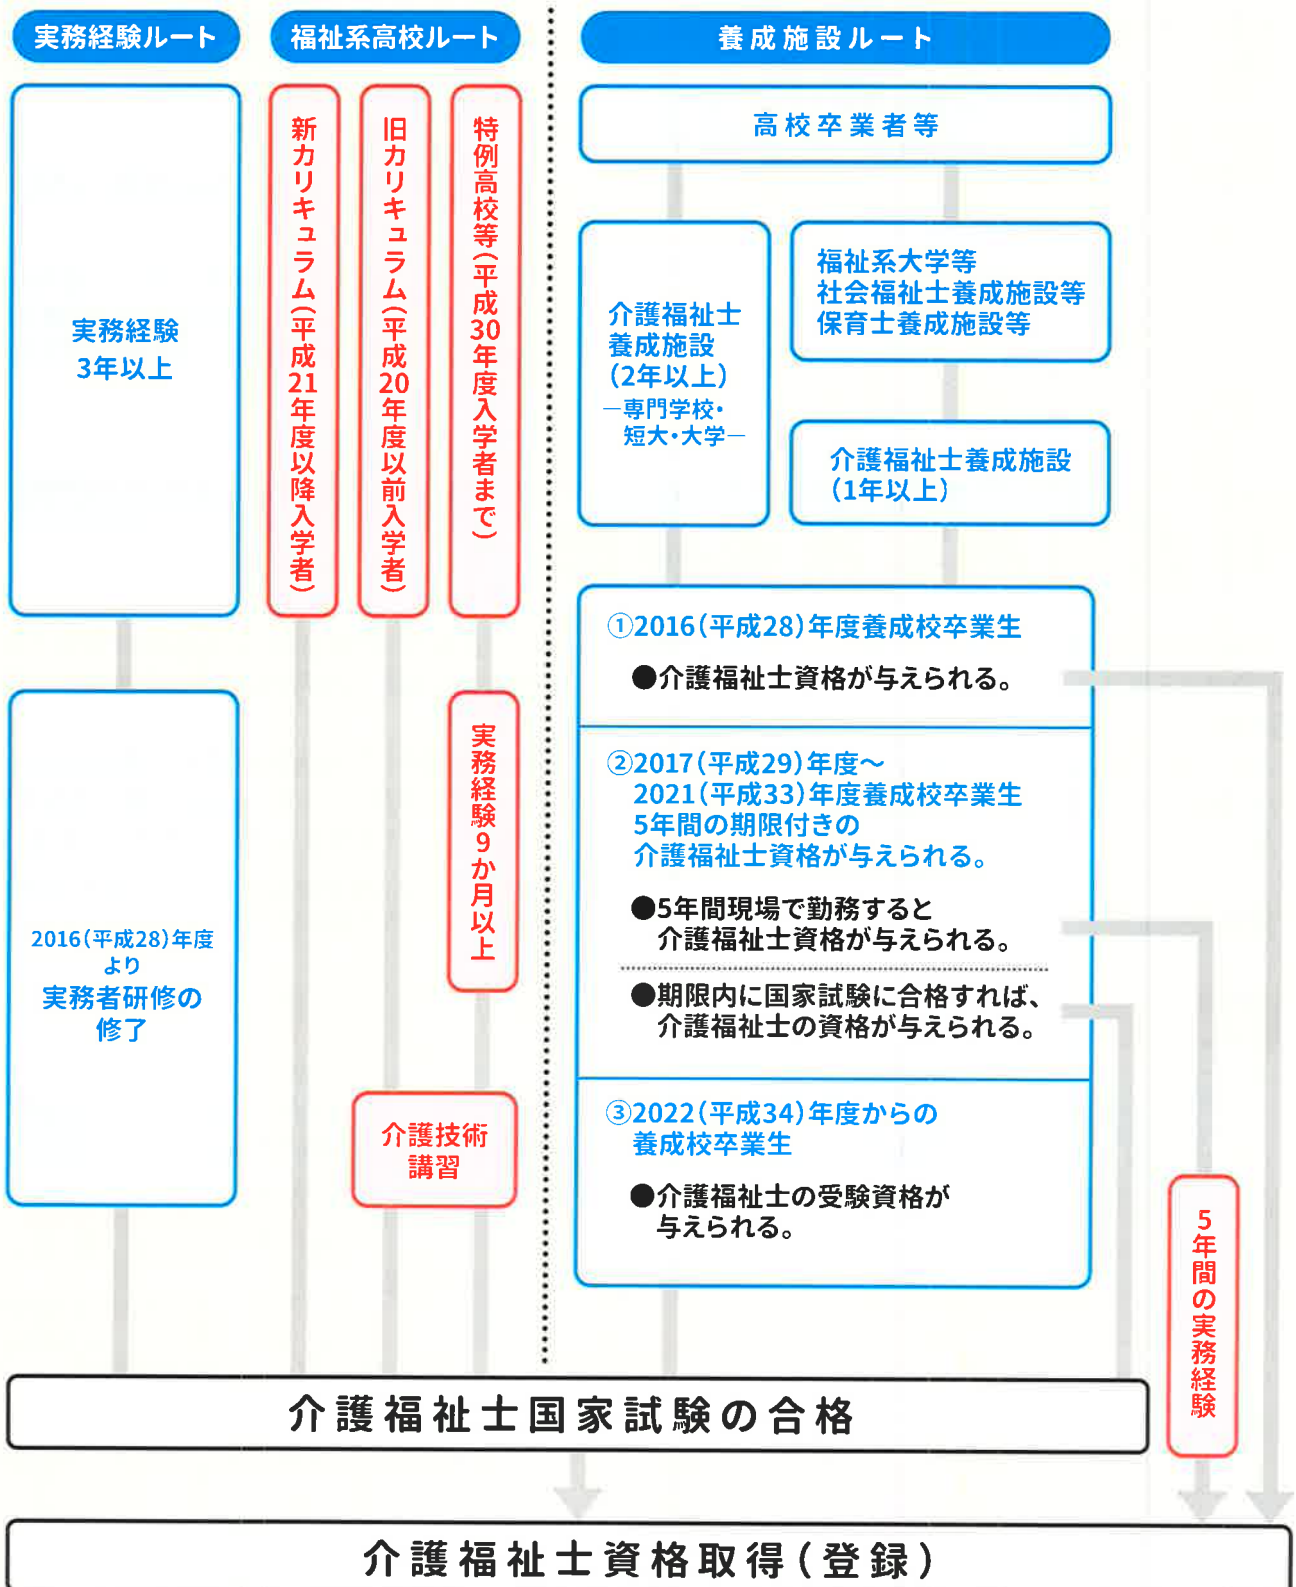 実務経験ルート
福祉系高校ルート
養成施設ルート
実務経験
3年以上
2016(平成28)年度
より
実務者研修の
修了
新カリキュラム(平成21年度以降入学者)
旧カリキュラム(平成20年度以前入学者)
特例高校等(平成30年度入学者まで)
実務経験9か月以上
介護技術
講習
高校卒業者等
介護福祉士
養成施設
(2年以上)
―専門学校・
短大・大学―
福祉系大学等
社会福祉士養成施設等
保育士養成施設等
介護福祉士養成施設
(1年以上)
①2016(平成28)年度養成校卒業生
●介護福祉士資格が与えられる。
②2017(平成29)年度～
2021(平成33)年度養成校卒業生
5年間の期限付きの
介護福祉士資格が与えられる。
●5年間現場で勤務すると
介護福祉士資格が与えられる。
●期限内に国家試験に合格すれば、
介護福祉士の資格が与えられる。
③2022(平成34)年度からの
養成校卒業生
●介護福祉士の受験資格が
与えられる。
5年間の実務経験
介護福祉士国家試験の合格
介護福祉士資格取得(登録)